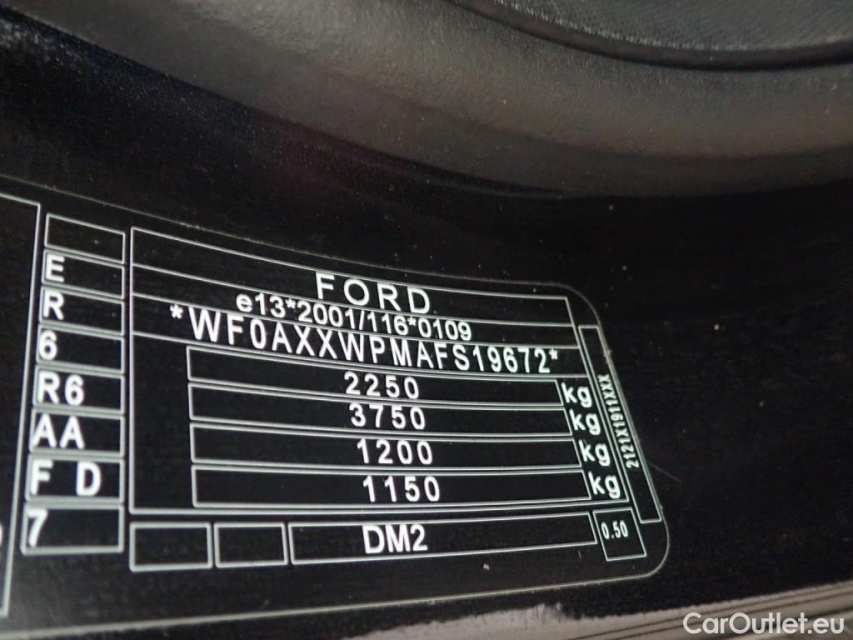 E
R
6
R6
AA
F D
7
FORD
e13*2001/116*0109
*WF0AXXWPMAFS19672*
2250 kg
3750 kg
1200 kg
1150 kg
DM2
0.50
2121X1911XXX
CarOutlet.eu